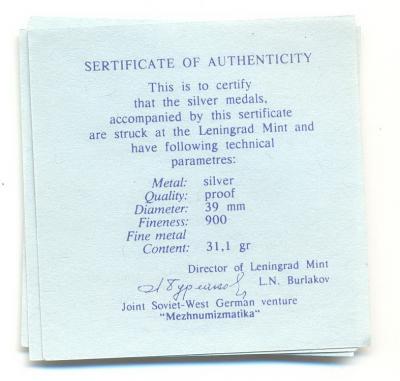 SERTIFICATE OF AUTHENTICITY
This is to certify
that the silver medals,
accompanied by this sertificate
are struck at the Leningrad Mint and
have following technical
parametres:
Metal: silver
Quality: proof
Diameter: 39 mm
Fineness: 900
Fine metal
Content: 31,1 gr
Director of Leningrad Mint
L.N. Burlakov
Joint Soviet-West German venture
"Mezhnumizmatika"